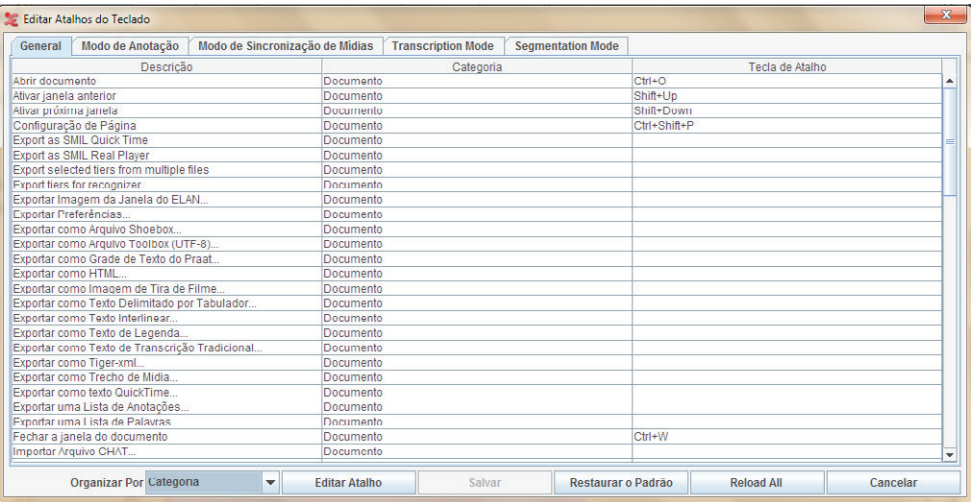 Editar Atalhos do Teclado
General Modo de Anotação Modo de Sincronização de Mídias Transcription Mode Segmentation Mode
Descrição Categoria Tecla de Atalho
Abrir documento Documento Ctrl+O
Ativar janela anterior Documento Shift+Up
Ativar próxima janela Documento Shift+Down
Configuração de Página Documento Ctrl+Shift+P
Export as SMIL Quick Time Documento
Export as SMIL Real Player Documento
Export selected tiers from multiple files Documento
Export tiers for recognizer Documento
Exportar Imagem da Janela do ELAN... Documento
Exportar Preferências... Documento
Exportar como Arquivo Shoebox... Documento
Exportar como Arquivo Toolbox (UTF-8)... Documento
Exportar como Grade de Texto do Praat... Documento
Exportar como HTML... Documento
Exportar como Imagem de Tira de Filme... Documento
Exportar como Texto Delimitado por Tabulador... Documento
Exportar como Texto Interlinear... Documento
Exportar como Texto de Legenda... Documento
Exportar como Texto de Transcrição Tradicional... Documento
Exportar como Tiger-xml... Documento
Exportar como Trecho de Mídia... Documento
Exportar como texto QuickTime... Documento
Exportar uma Lista de Anotações... Documento
Exportar uma Lista de Palavras Documento
Fechar a janela do documento Documento Ctrl+W
Importar Arquivo CHAT... Documento
Organizar Por Categoria Editar Atalho Salvar Restaurar o Padrão Reload All Cancelar